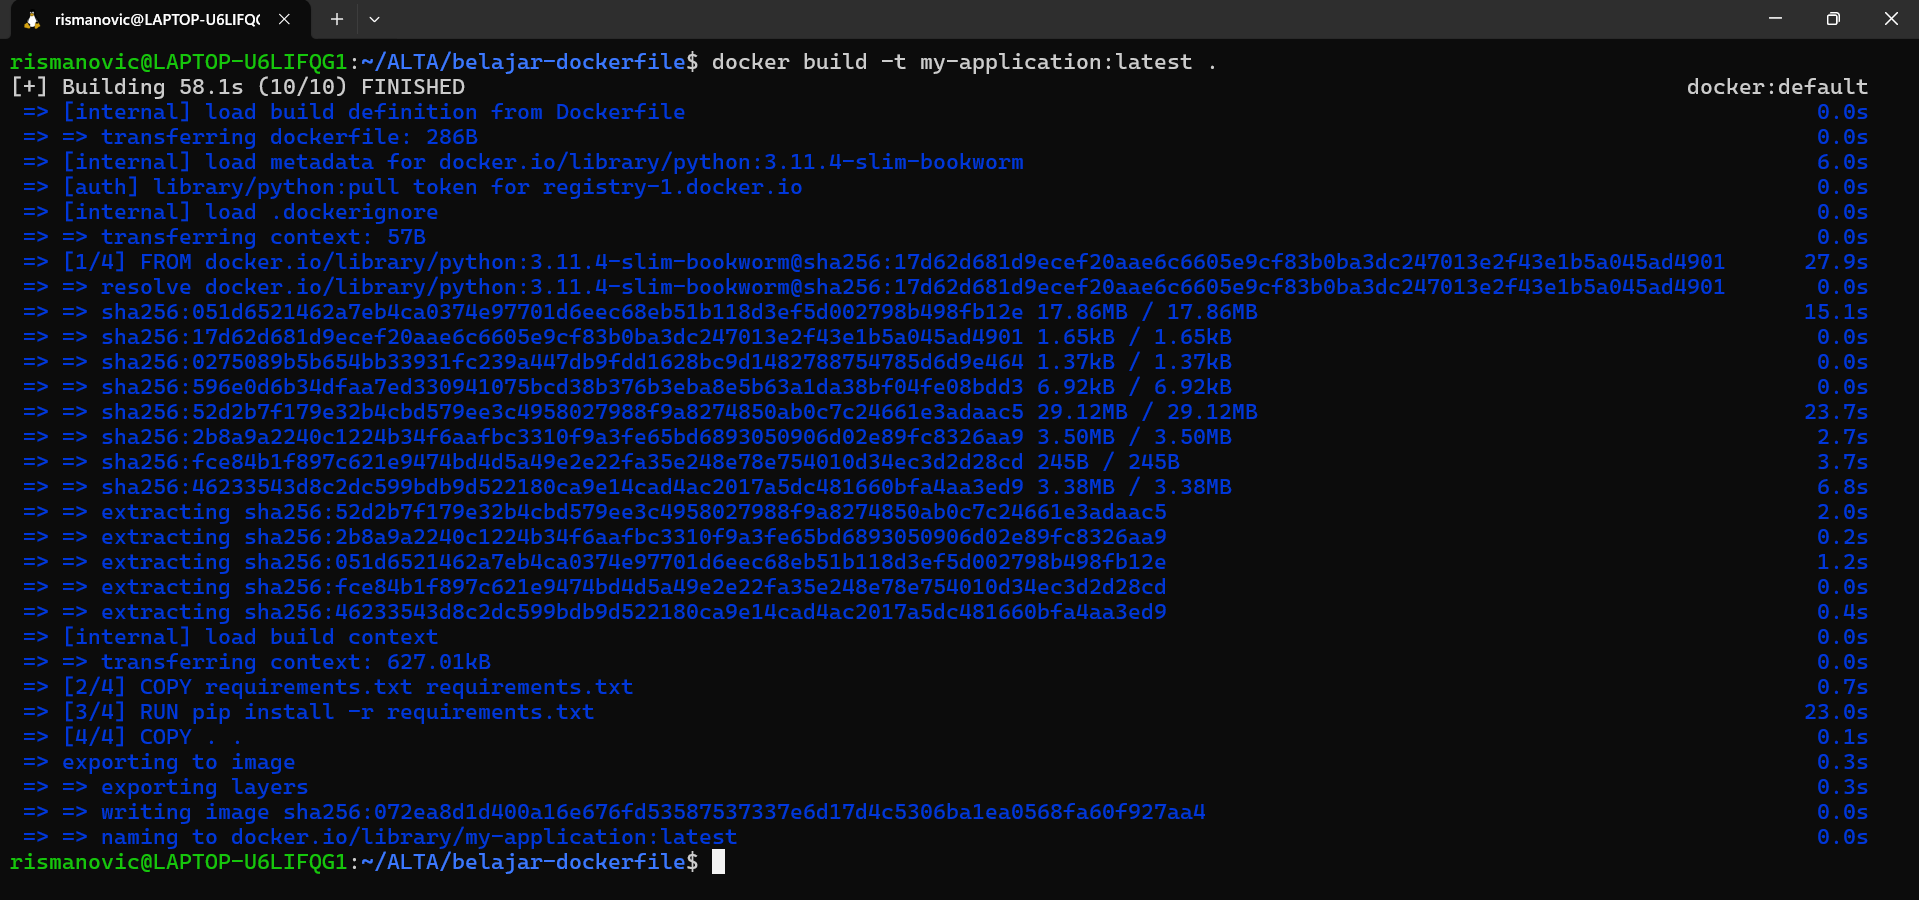 rismanovic@LAPTOP-U6LIFQ
rismanovic@LAPTOP-U6LIFQG1:~/ALTA/belajar-dockerfile$ docker build -t my-application:latest .
[+] Building 58.1s (10/10) FINISHED docker:default
=> [internal] load build definition from Dockerfile 0.0s
=> => transferring dockerfile: 286B 0.0s
=> [internal] load metadata for docker.io/library/python:3.11.4-slim-bookworm 6.0s
=> [auth] library/python:pull token for registry-1.docker.io 0.0s
=> [internal] load .dockerignore 0.0s
=> => transferring context: 57B 0.0s
=> [1/4] FROM docker.io/library/python:3.11.4-slim-bookworm@sha256:17d62d681d9ecef20aae6c6605e9cf83b0ba3dc247013e2f43e1b5a045ad4901 27.9s
=> => resolve docker.io/library/python:3.11.4-slim-bookworm@sha256:17d62d681d9ecef20aae6c6605e9cf83b0ba3dc247013e2f43e1b5a045ad4901 0.0s
=> => sha256:051d6521462a7eb4ca0374e97701d6eec68eb51b118d3ef5d002798b498fb12e 17.86MB / 17.86MB 15.1s
=> => sha256:17d62d681d9ecef20aae6c6605e9cf83b0ba3dc247013e2f43e1b5a045ad4901 1.65kB / 1.65kB 0.0s
=> => sha256:0275089b5b654bb33931fc239a447db9fdd1628bc9d1482788754785d6d9e464 1.37kB / 1.37kB 0.0s
=> => sha256:596e0d6b34dfaa7ed330941075bcd38b376b3eba8e5b63a1da38bf04fe08bdd3 6.92kB / 6.92kB 0.0s
=> => sha256:52d2b7f179e32b4cbd579ee3c4958027988f9a8274850ab0c7c24661e3adaac5 29.12MB / 29.12MB 23.7s
=> => sha256:2b8a9a2240c1224b34f6aafbc3310f9a3fe65bd6893050906d02e89fc8326aa9 3.50MB / 3.50MB 2.7s
=> => sha256:fce84b1f897c621e9474bd4d5a49e2e22fa35e248e78e754010d34ec3d2d28cd 245B / 245B 3.7s
=> => sha256:46233543d8c2dc599bdb9d522180ca9e14cad4ac2017a5dc481660bfa4aa3ed9 3.38MB / 3.38MB 6.8s
=> => extracting sha256:52d2b7f179e32b4cbd579ee3c4958027988f9a8274850ab0c7c24661e3adaac5 2.0s
=> => extracting sha256:2b8a9a2240c1224b34f6aafbc3310f9a3fe65bd6893050906d02e89fc8326aa9 0.2s
=> => extracting sha256:051d6521462a7eb4ca0374e97701d6eec68eb51b118d3ef5d002798b498fb12e 1.2s
=> => extracting sha256:fce84b1f897c621e9474bd4d5a49e2e22fa35e248e78e754010d34ec3d2d28cd 0.0s
=> => extracting sha256:46233543d8c2dc599bdb9d522180ca9e14cad4ac2017a5dc481660bfa4aa3ed9 0.4s
=> [internal] load build context 0.0s
=> => transferring context: 627.01kB 0.0s
=> [2/4] COPY requirements.txt requirements.txt 0.7s
=> [3/4] RUN pip install -r requirements.txt 23.0s
=> [4/4] COPY . . 0.1s
=> exporting to image 0.3s
=> => exporting layers 0.3s
=> => writing image sha256:072ea8d1d400a16e676fd53587537337e6d17d4c5306ba1ea0568fa60f927aa4 0.0s
=> => naming to docker.io/library/my-application:latest 0.0s
rismanovic@LAPTOP-U6LIFQG1:~/ALTA/belajar-dockerfile$